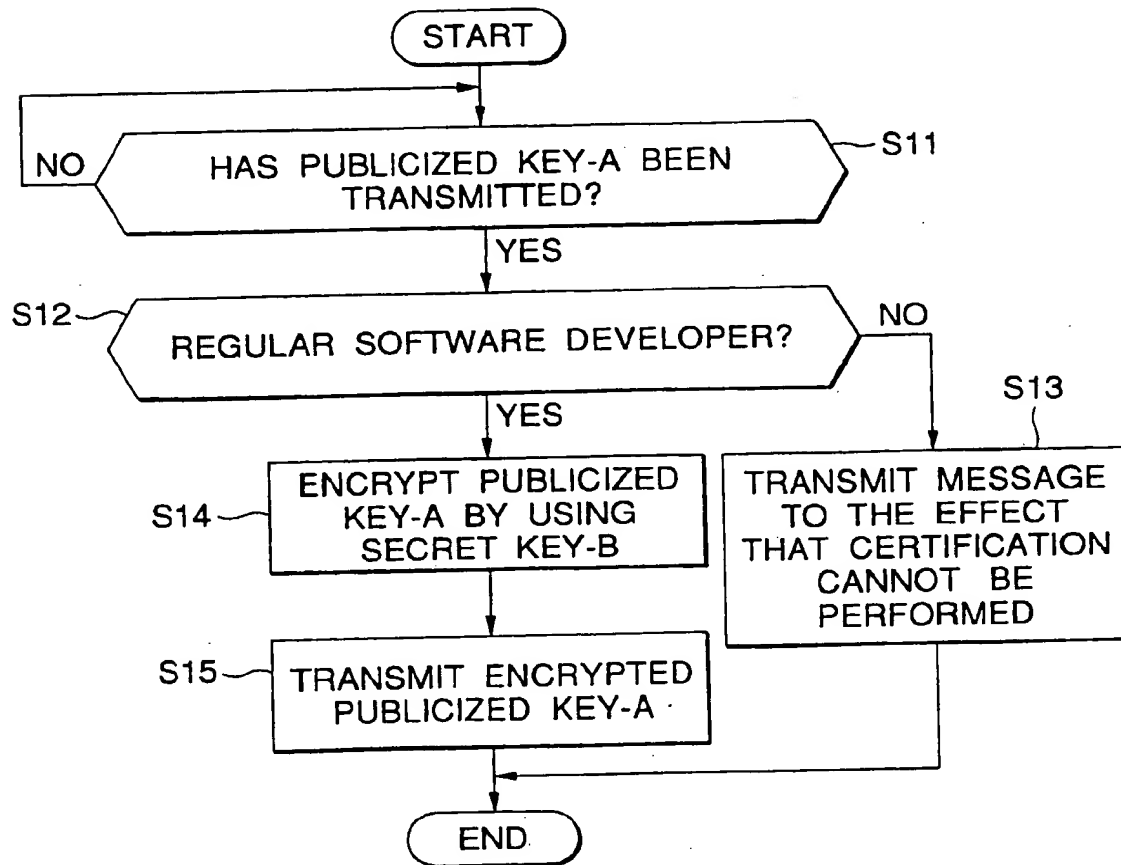 START
NO
HAS PUBLICIZED KEY-A BEEN
TRANSMITTED?
S11
YES
S12
REGULAR SOFTWARE DEVELOPER?
NO
YES
S13
S14
ENCRYPT PUBLICIZED
KEY-A BY USING
SECRET KEY-B
TRANSMIT MESSAGE
TO THE EFFECT
THAT CERTIFICATION
CANNOT BE
PERFORMED
S15
TRANSMIT ENCRYPTED
PUBLICIZED KEY-A
END